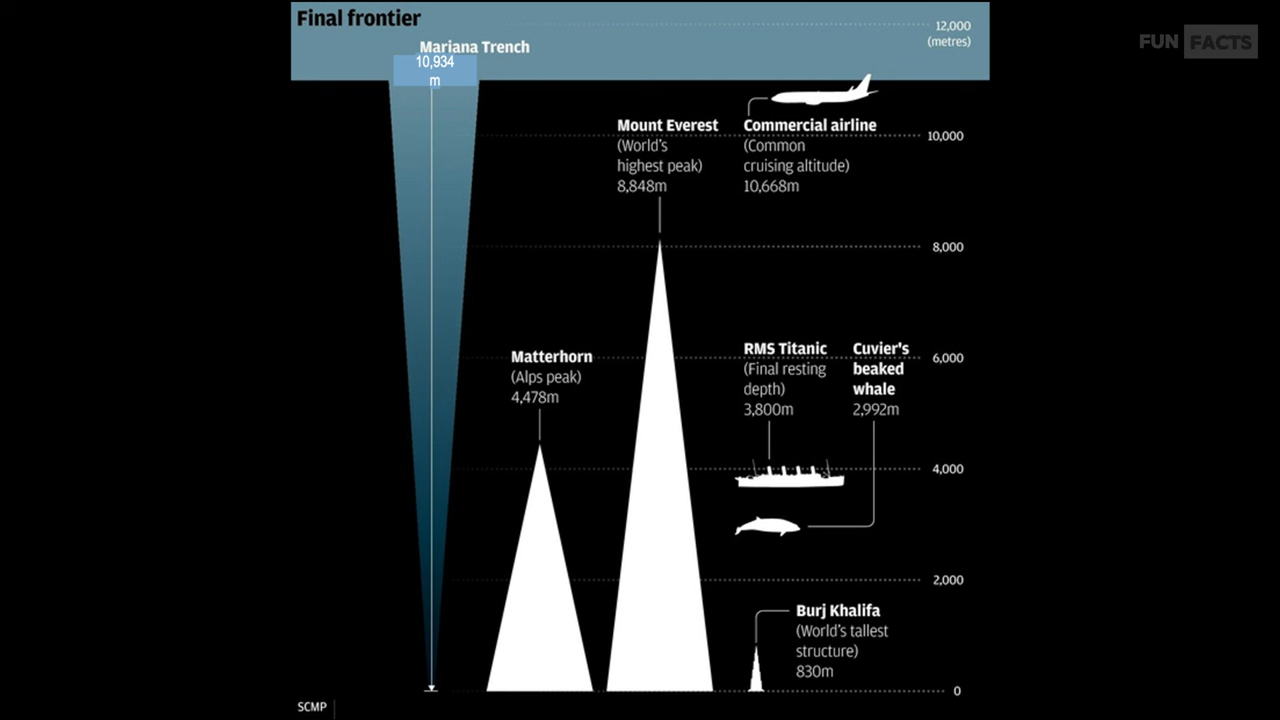 Final frontier
12,000
(metres)
FUN FACTS
Mariana Trench
10,934
m
Mount Everest
(World's
highest peak)
8,848m
Commercial airline
(Common
cruising altitude)
10,668m
10,000
8,000
Matterhorn
(Alps peak)
4,478m
RMS Titanic
(Final resting
depth)
3,800m
Cuvier's
beaked
whale
2,992m
6,000
4,000
2,000
Burj Khalifa
(World's tallest
structure)
830m
0
SCMP